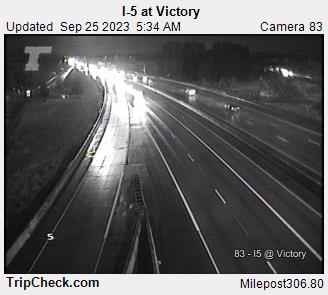 I-5 at Victory
Updated Sep 25 2023 5:34 AM Camera 83
T
S
83 - I5 @ Victory
TripCheck.com Milepost306.80